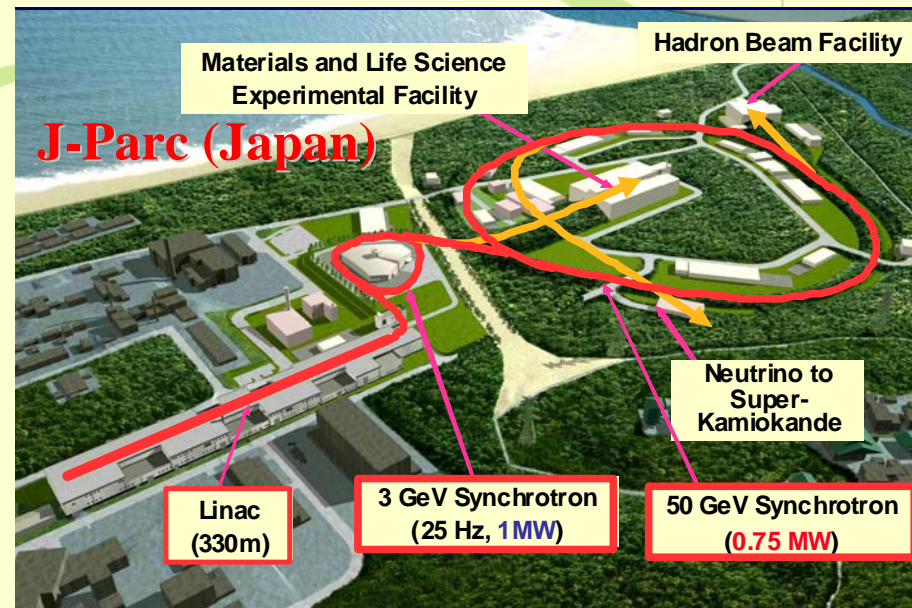 Hadron Beam Facility
Materials and Life Science
Experimental Facility
J-Parc (Japan)
Neutrino to
Super-
Kamiokande
Linac
(330m)
3 GeV Synchrotron
(25 Hz, 1MW)
50 GeV Synchrotron
(0.75 MW)